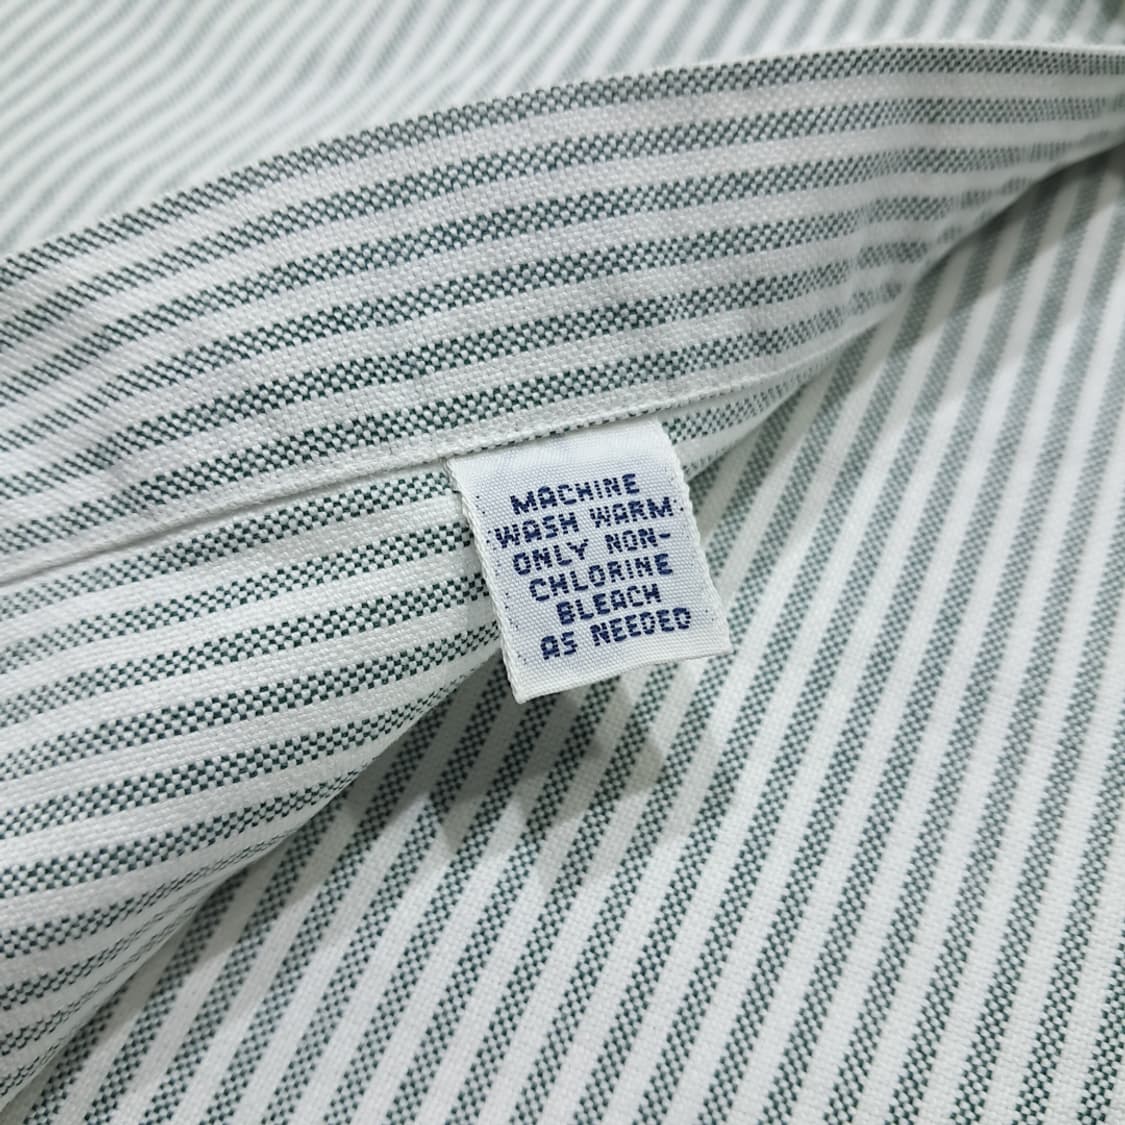 MACHINE
WASH WARM
ONLY NON-
CHLORINE
BLEACH
AS NEEDED